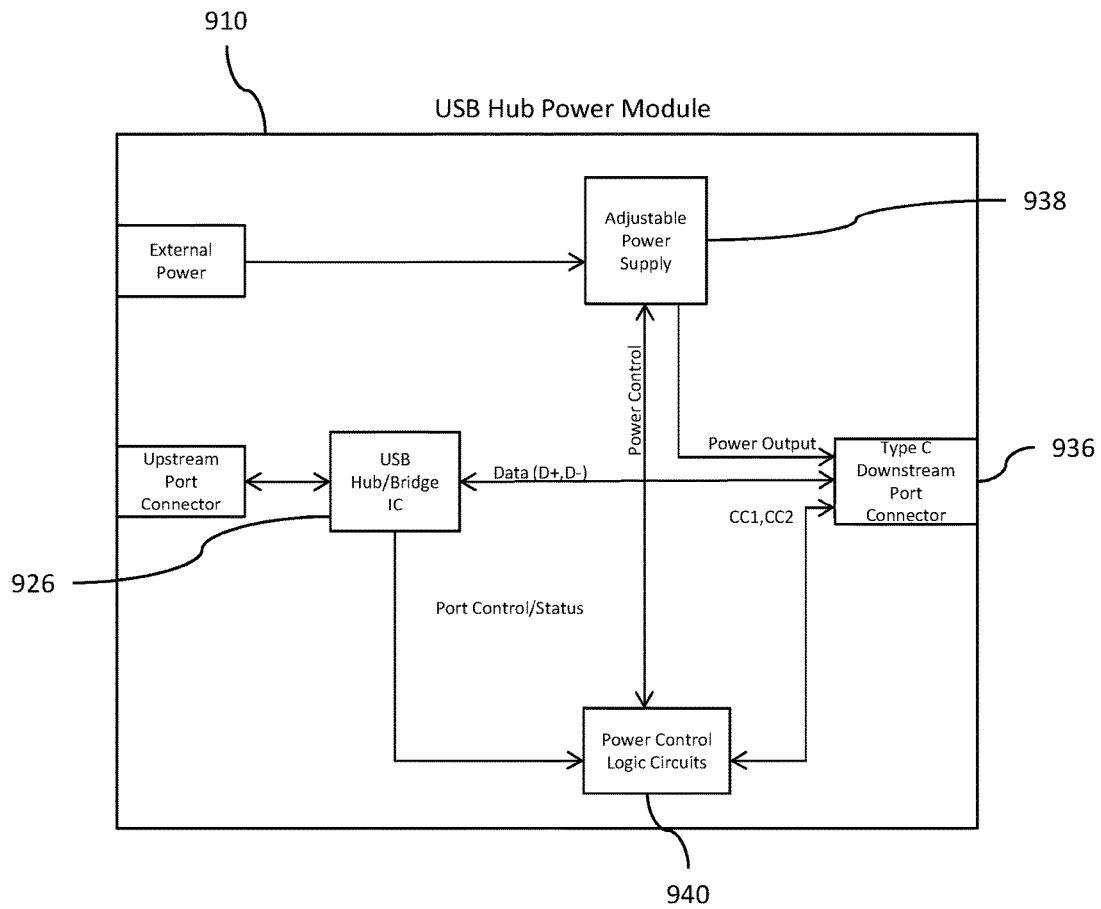 910
USB Hub Power Module
938
Adjustable
Power
Supply
External
Power
Power Control
Power Output
Upstream
Port
Connector
USB
Hub/Bridge
IC
Data (D+,D-)
Type C
Downstream
Port
Connector
936
CC1,CC2
926
Port Control/Status
Power Control
Logic Circuits
940